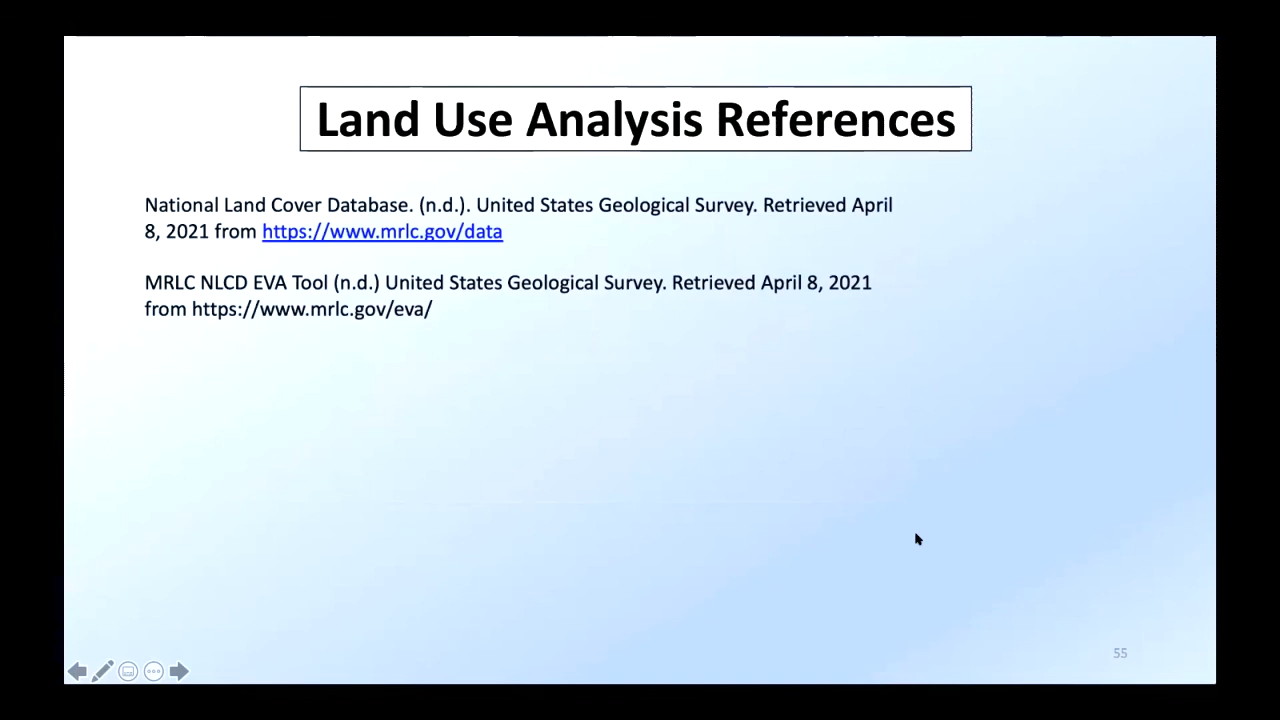 Land Use Analysis References
National Land Cover Database. (n.d.). United States Geological Survey. Retrieved April
8, 2021 from https://www.mrlc.gov/data
MRLC NLCD EVA Tool (n.d.) United States Geological Survey. Retrieved April 8, 2021
from https://www.mrlc.gov/eva/
55